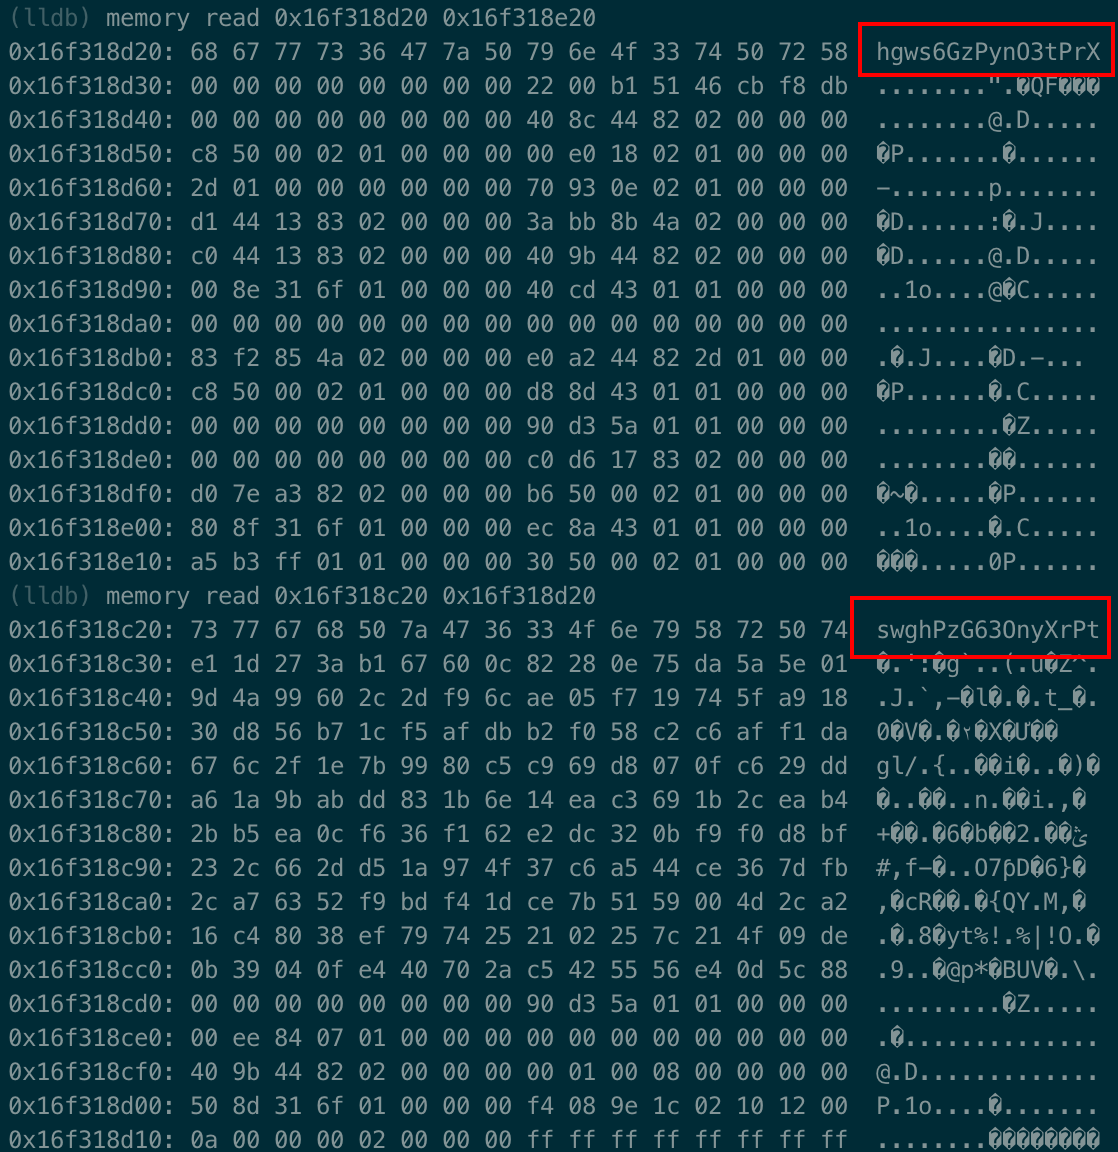 (lldb) memory read 0x16f318d20 0x16f318e20
0x16f318d20: 68 67 77 73 36 47 7a 50 79 6e 4f 33 74 50 72 58 hgws6GzPynO3tPrX
0x16f318d30: 00 00 00 00 00 00 00 00 22 00 b1 51 46 cb f8 db ........".�QF���
0x16f318d40: 00 00 00 00 00 00 00 00 40 8c 44 82 02 00 00 00 ........@.D.....
0x16f318d50: c8 50 00 02 01 00 00 00 00 e0 18 02 01 00 00 00 �P.......�......
0x16f318d60: 2d 01 00 00 00 00 00 00 70 93 0e 02 01 00 00 00 -.......p.......
0x16f318d70: d1 44 13 83 02 00 00 00 3a bb 8b 4a 02 00 00 00 �D......:�.J....
0x16f318d80: c0 44 13 83 02 00 00 00 40 9b 44 82 02 00 00 00 �D......@.D.....
0x16f318d90: 00 8e 31 6f 01 00 00 00 40 cd 43 01 01 00 00 00 ..1o....@�C.....
0x16f318da0: 00 00 00 00 00 00 00 00 00 00 00 00 00 00 00 00 ................
0x16f318db0: 83 f2 85 4a 02 00 00 00 e0 a2 44 82 2d 01 00 00 .�.J....�D.-...
0x16f318dc0: c8 50 00 02 01 00 00 00 d8 8d 43 01 01 00 00 00 �P......�.C.....
0x16f318dd0: 00 00 00 00 00 00 00 00 90 d3 5a 01 01 00 00 00 .........�Z.....
0x16f318de0: 00 00 00 00 00 00 00 00 c0 d6 17 83 02 00 00 00 ........��......
0x16f318df0: d0 7e a3 82 02 00 00 00 b6 50 00 02 01 00 00 00 �~�.....�P......
0x16f318e00: 80 8f 31 6f 01 00 00 00 ec 8a 43 01 01 00 00 00 ..1o....�.C.....
0x16f318e10: a5 b3 ff 01 01 00 00 00 30 50 00 02 01 00 00 00 ���.....0P......
(lldb) memory read 0x16f318c20 0x16f318d20
0x16f318c20: 73 77 67 68 50 7a 47 36 33 4f 6e 79 58 72 50 74 swghPzG63OnyXrPt
0x16f318c30: e1 1d 27 3a b1 67 60 0c 82 28 0e 75 da 5a 5e 01 �.':�g`..(.u�Z^.
0x16f318c40: 9d 4a 99 60 2c 2d f9 6c ae 05 f7 19 74 5f a9 18 .J.`,-�l�.�.t_�.
0x16f318c50: 30 d8 56 b7 1c f5 af db b2 f0 58 c2 c6 af f1 da 0�V�.�۲�X�Ư��
0x16f318c60: 67 6c 2f 1e 7b 99 80 c5 c9 69 d8 07 0f c6 29 dd gl/.{..��i�..�)�
0x16f318c70: a6 1a 9b ab dd 83 1b 6e 14 ea c3 69 1b 2c ea b4 �..��..n.��i.,�
0x16f318c80: 2b b5 ea 0c f6 36 f1 62 e2 dc 32 0b f9 f0 d8 bf +��.�6�b��2.��ؿ
0x16f318c90: 23 2c 66 2d d5 1a 97 4f 37 c6 a5 44 ce 36 7d fb #,f-�..O7ƥD�6}�
0x16f318ca0: 2c a7 63 52 f9 bd f4 1d ce 7b 51 59 00 4d 2c a2 ,�cR��.�{QY.M,�
0x16f318cb0: 16 c4 80 38 ef 79 74 25 21 02 25 7c 21 4f 09 de .�.8�yt%!.%|!O.�
0x16f318cc0: 0b 39 04 0f e4 40 70 2a c5 42 55 56 e4 0d 5c 88 .9..�@p*�BUV�.\.
0x16f318cd0: 00 00 00 00 00 00 00 00 90 d3 5a 01 01 00 00 00 .........�Z.....
0x16f318ce0: 00 ee 84 07 01 00 00 00 00 00 00 00 00 00 00 00 .�..............
0x16f318cf0: 40 9b 44 82 02 00 00 00 00 01 00 08 00 00 00 00 @.D.............
0x16f318d00: 50 8d 31 6f 01 00 00 00 f4 08 9e 1c 02 10 12 00 P.1o....�.......
0x16f318d10: 0a 00 00 00 02 00 00 00 ff ff ff ff ff ff ff ff ........��������